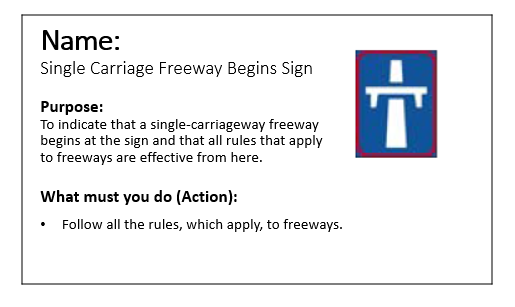 Name:
Single Carriage Freeway Begins Sign
Purpose:
To indicate that a single-carriageway freeway
begins at the sign and that all rules that apply
to freeways are effective from here.
What must you do (Action):
• Follow all the rules, which apply, to freeways.